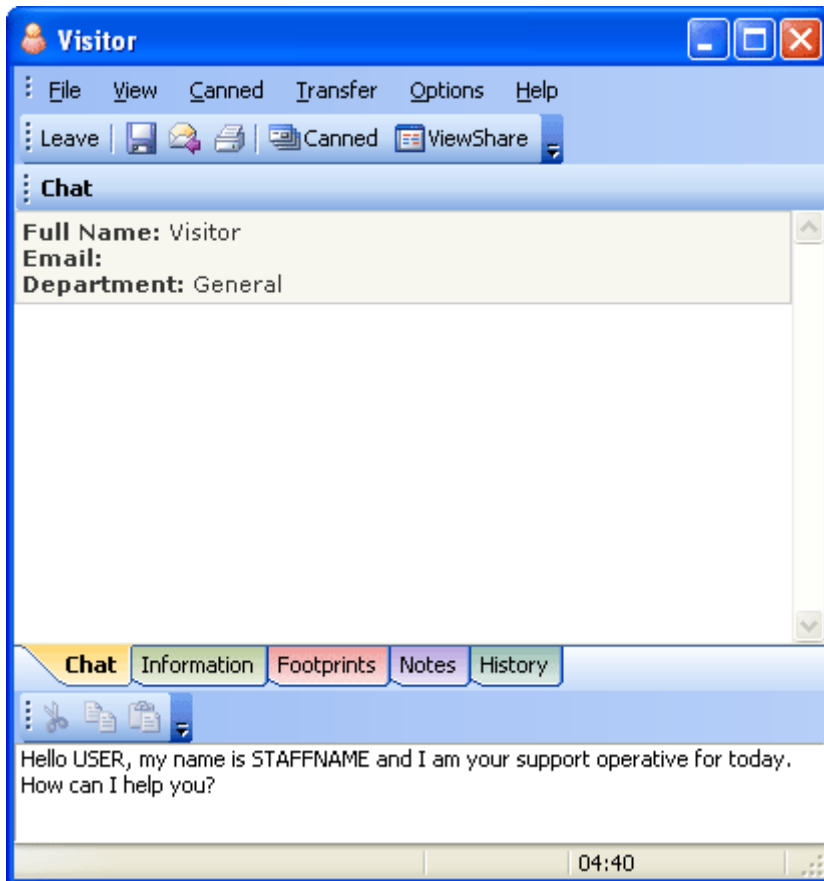 Visitor
File View Canned Transfer Options Help
Leave Canned ViewShare
Chat
Full Name: Visitor
Email:
Department: General
Chat Information Footprints Notes History
Hello USER, my name is STAFFNAME and I am your support operative for today.
How can I help you?
04:40